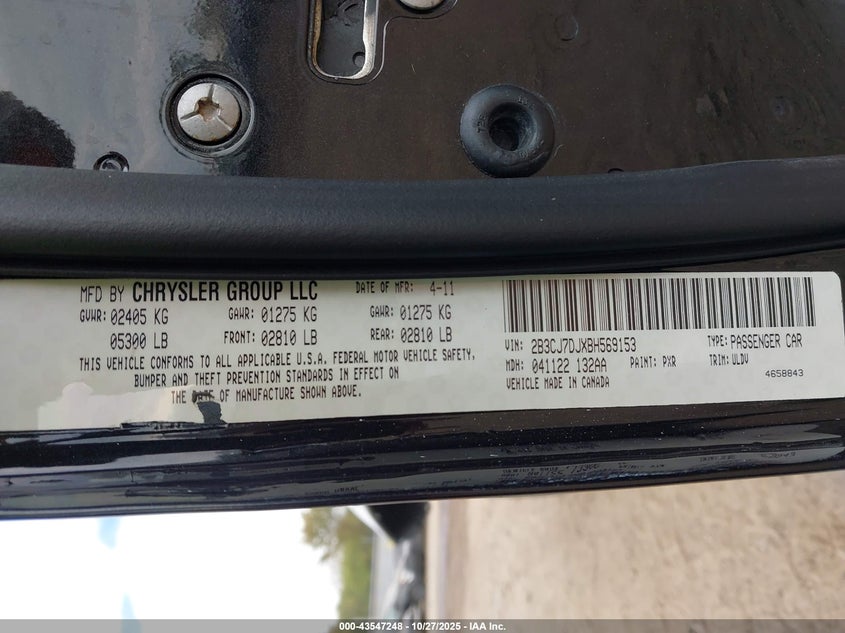 MFD BY CHRYSLER GROUP LLC
DATE OF MFR: 4-11
GVWR: 02405 KG
GAWR: 01275 KG
GAWR: 01275 KG
05300 LB
FRONT: 02810 LB
REAR: 02810 LB
THIS VEHICLE CONFORMS TO ALL APPLICABLE U.S.A. FEDERAL MOTOR VEHICLE SAFETY,
BUMPER AND THEFT PREVENTION STANDARDS IN EFFECT ON
THE DATE OF MANUFACTURE SHOWN ABOVE.
VIN: 2B3CJ7DJXBH569153
TYPE: PASSENGER CAR
MDH: 041122 132AA
PAINT: PXR
TRIM: ULDV
VEHICLE MADE IN CANADA
4658843
000-43547248 - 10/27/2025 - IAA Inc.